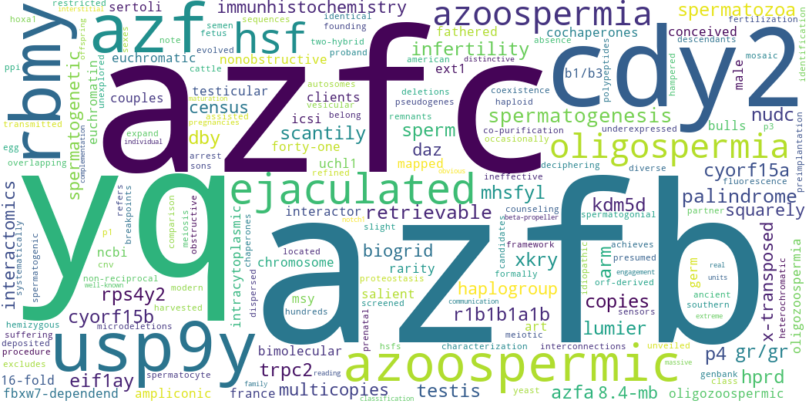 restricted
interstitial
sertoli
immunhistochemistry
azoospermia
spermatozoa
hoxa1
note
semen
fetus
sequences
identical
founding
two-hybrid
proband
fathered
cochaperones
conceived
fertilization
descendants
rbmy
azf
hsf
evolved
sexes
offspring
euchromatic
nonobstructive
american
distinctive
absence
infertility
ext1
b1/b3
polypeptides
male
hampered
mosaic
identification
ppi
cattle
unexplored
azfc
cdy2
euchromatin
spermatogenetic
couples
testicular
census
autosomes
vesicular
icsi
clients
deletions
pseudogenes
belong
haploid
coexistence
remnants
spermatogenesis
nudc
bulls
p3
preimplantation
transmitted
maturation
pregnancies
assisted
dby
scantily
sperm
co-purification
occasionally
underexpressed
egg
overlapping
complementation
expand
individual
arrest
sons
forty-one
uchl1
refined
daz
mapped
ineffective
deciphering
oligospermia
diverse
cyorf15a
fluorescence
yq
ejaculated
mhsfyl
kdm5d
palindrome
partner
squarely
interactomics
systematically
refers
breakpoints
comparison
meiosis
obstructive
intracytoplasmic
interactor
slight
retrievable
counseling
beta-propeller
spermatogonial
candidates
spermatogenic
ncbi
cnv
p1
non-reciprocal
well-known
modern
harvested
chaperones
dispersed
chromosome
located
biogrid
rarity
xkry
framework
formally
idiopathic
arm
achieves
presumed
engagement
orf-derived
germ
real
units
ancient
southern
extreme
x-transposed
heterochromatic
oligoazoospermia
rps4y2
cyorf15b
msy
hundreds
proteostasis
salient
screened
haplogroup
art
communication
azfb
copies
sensors
lumier
hemizygous
microdeletions
suffering
deposited
procedure
excludes
usp9y
prenatal
hsfs
characterization
meiotic
r1b1b1a1b
interconnections
unveiled
massive
genbank
class
p4
gr/gr
16-fold
fbxw7-dependend
eif1ay
spermatocyte
ampliconic
family
france
bimolecular
trpc2
reading
multicopies
classification
testis
azoospermic
yeast
azfa
8.4-mb
hprd
oligozoospermic